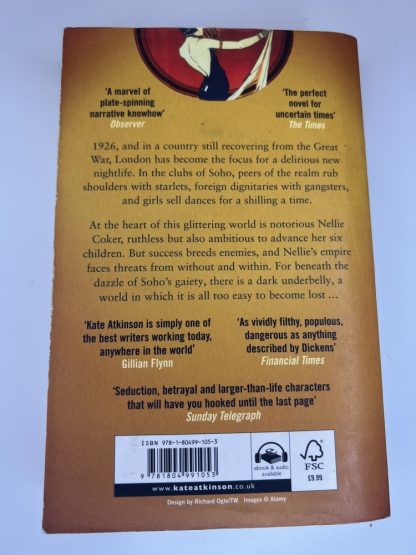 'A marvel of
plate-spinning
narrative knowhow'
Observer
'The perfect
novel for
uncertain times'
The Times
1926, and in a country still recovering from the Great
War, London has become the focus for a delirious new
nightlife. In the clubs of Soho, peers of the realm rub
shoulders with starlets, foreign dignitaries with gangsters,
and girls sell dances for a shilling a time.
At the heart of this glittering world is notorious Nellie
Coker, ruthless but also ambitious to advance her six
children. But success breeds enemies, and Nellie's empire
faces threats from without and within. For beneath the
dazzle of Soho's gaiety, there is a dark underbelly, a
world in which it is all too easy to become lost ...
'Kate Atkinson is simply one of
the best writers working today,
anywhere in the world'
Gillian Flynn
'As vividly filthy, populous,
dangerous as anything
described by Dickens'
Financial Times
'Seduction, betrayal and larger-than-life characters
that will have you hooked until the last page'
Sunday Telegraph
ISBN 978-1-80499-105-3
9 781804 991053
ebook & audio
available
FSC
£9.99
www.kateatkinson.co.uk
Design by Richard Ogle/TW Images © Alamy